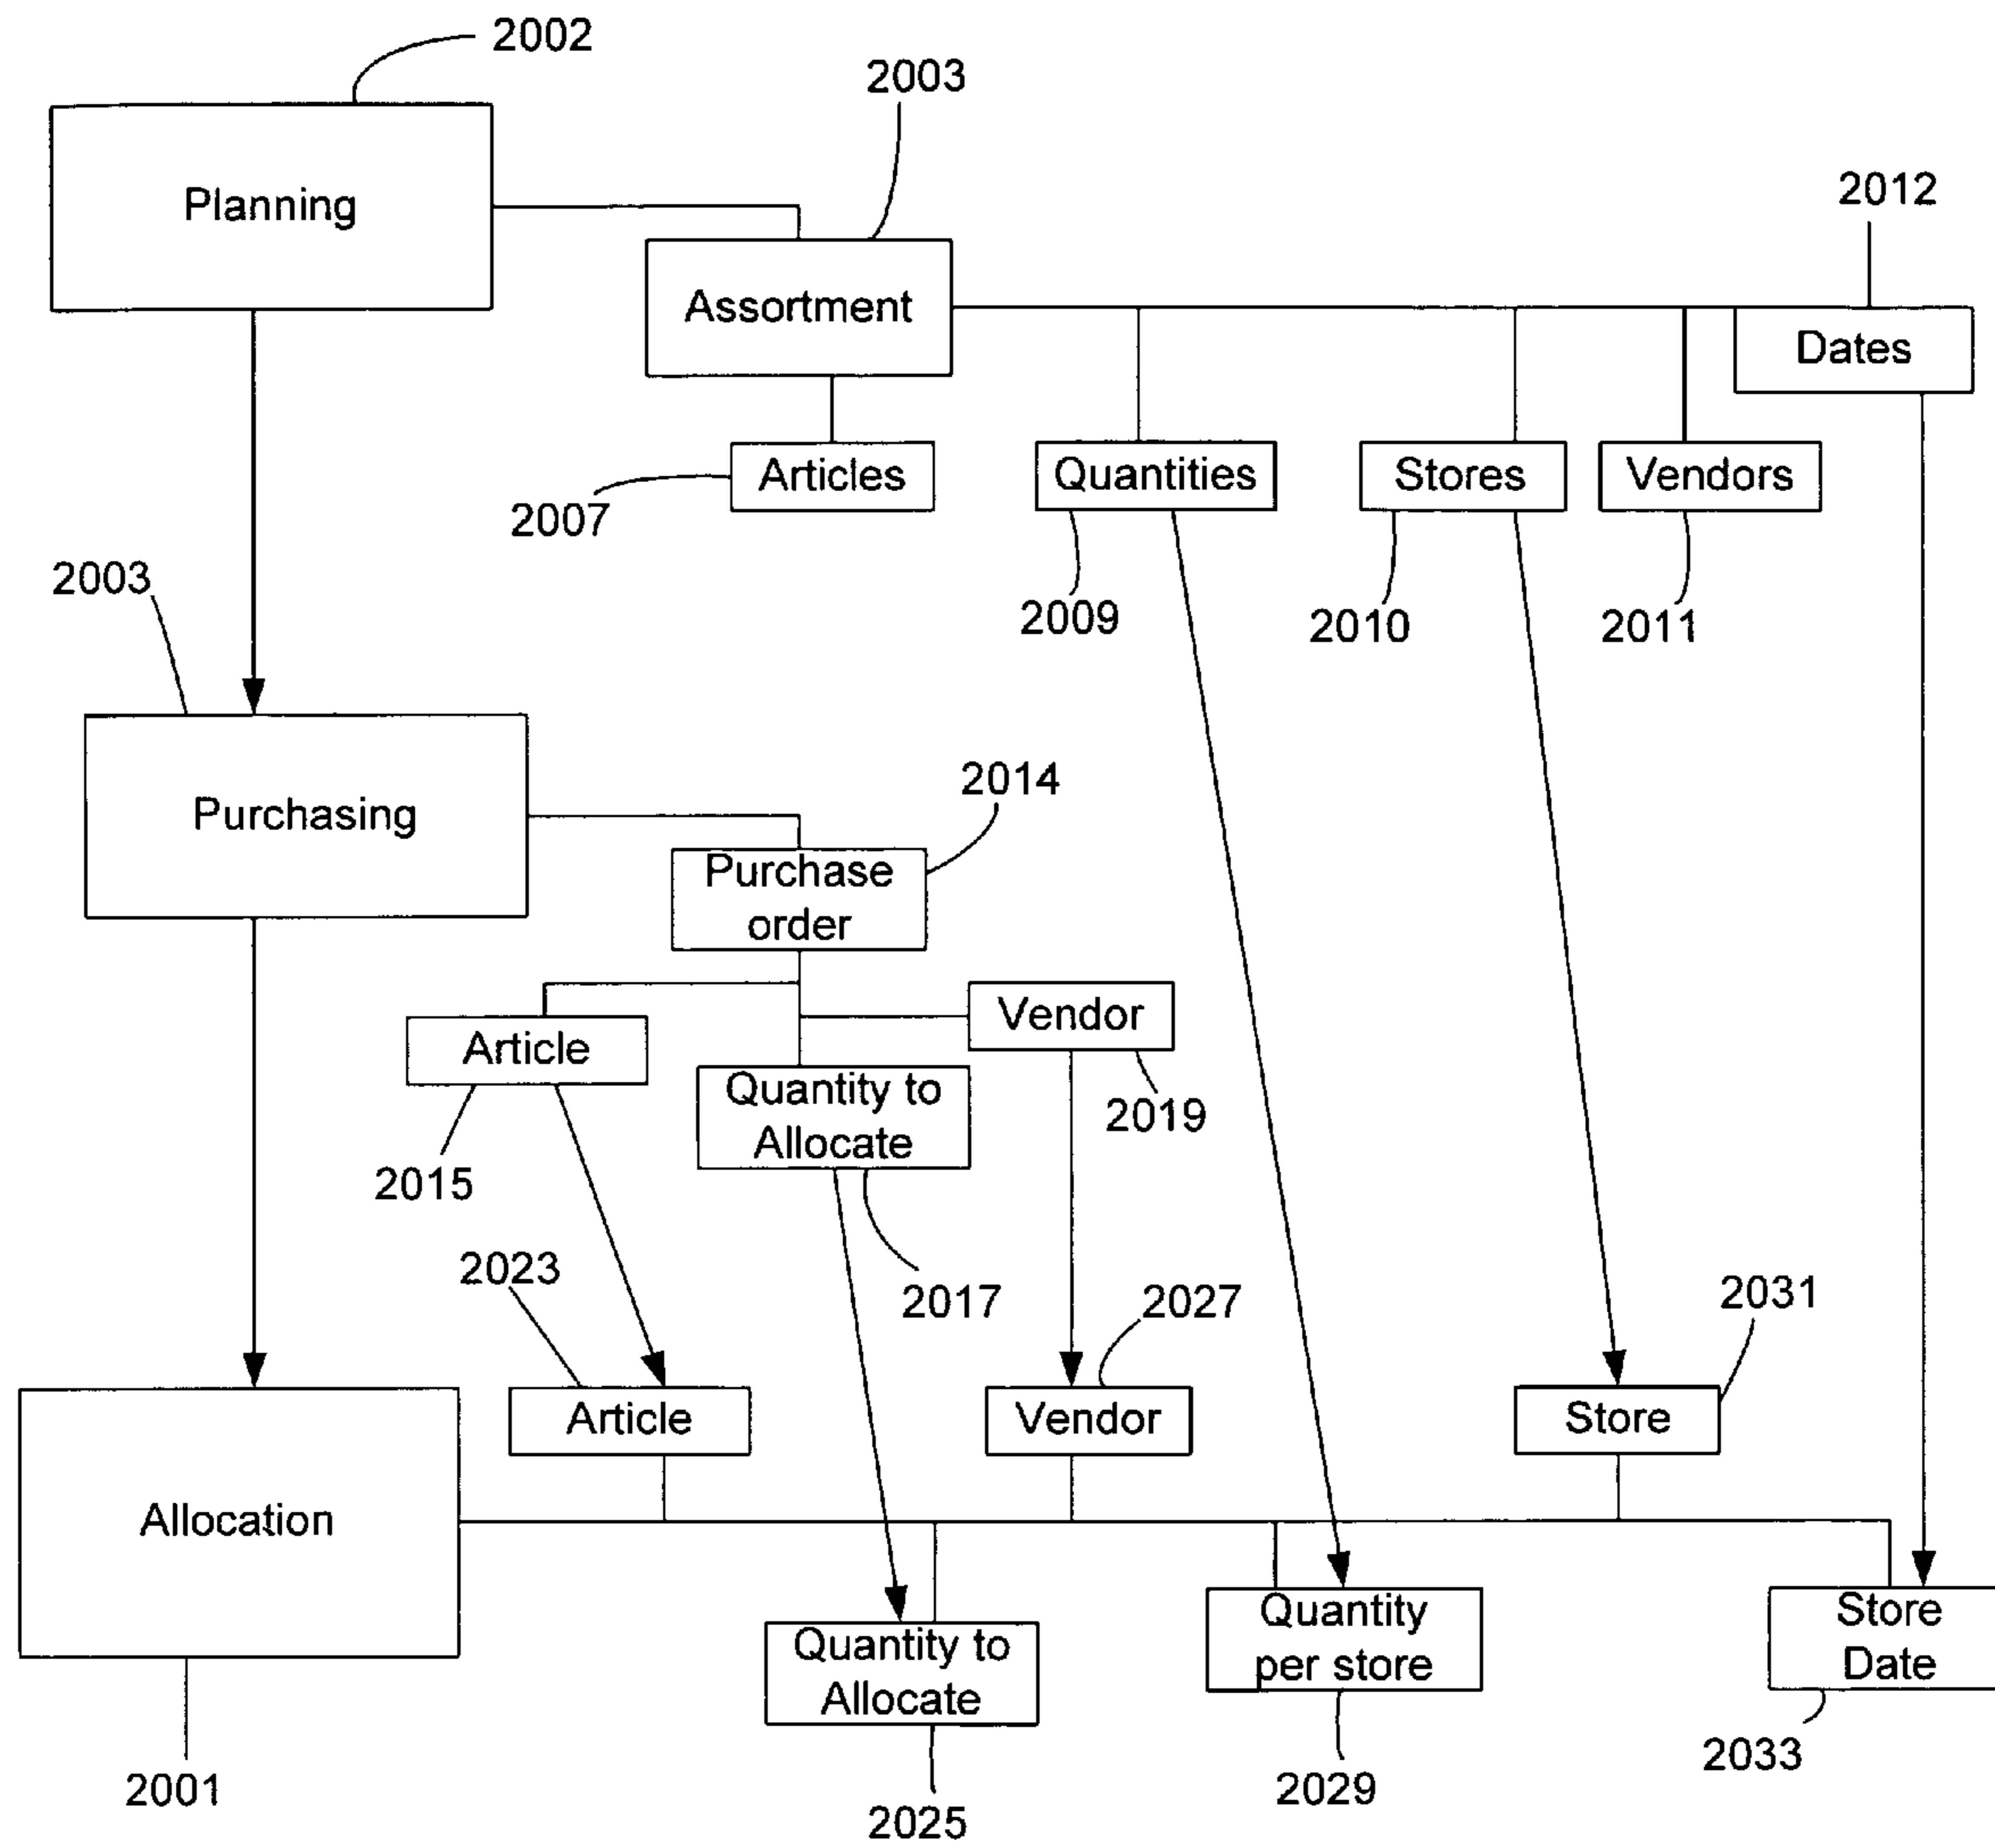 2002
2003
2012
Planning
Assortment
Dates
Articles
Quantities
Stores
Vendors
2007
2009
2010
2011
2003
Purchasing
2014
Purchase
order
Vendor
Article
Quantity to
Allocate
2019
2015
2023
2017
2027
2031
Article
Vendor
Store
Allocation
Quantity to
Allocate
Quantity
per store
Store
Date
2001
2025
2029
2033